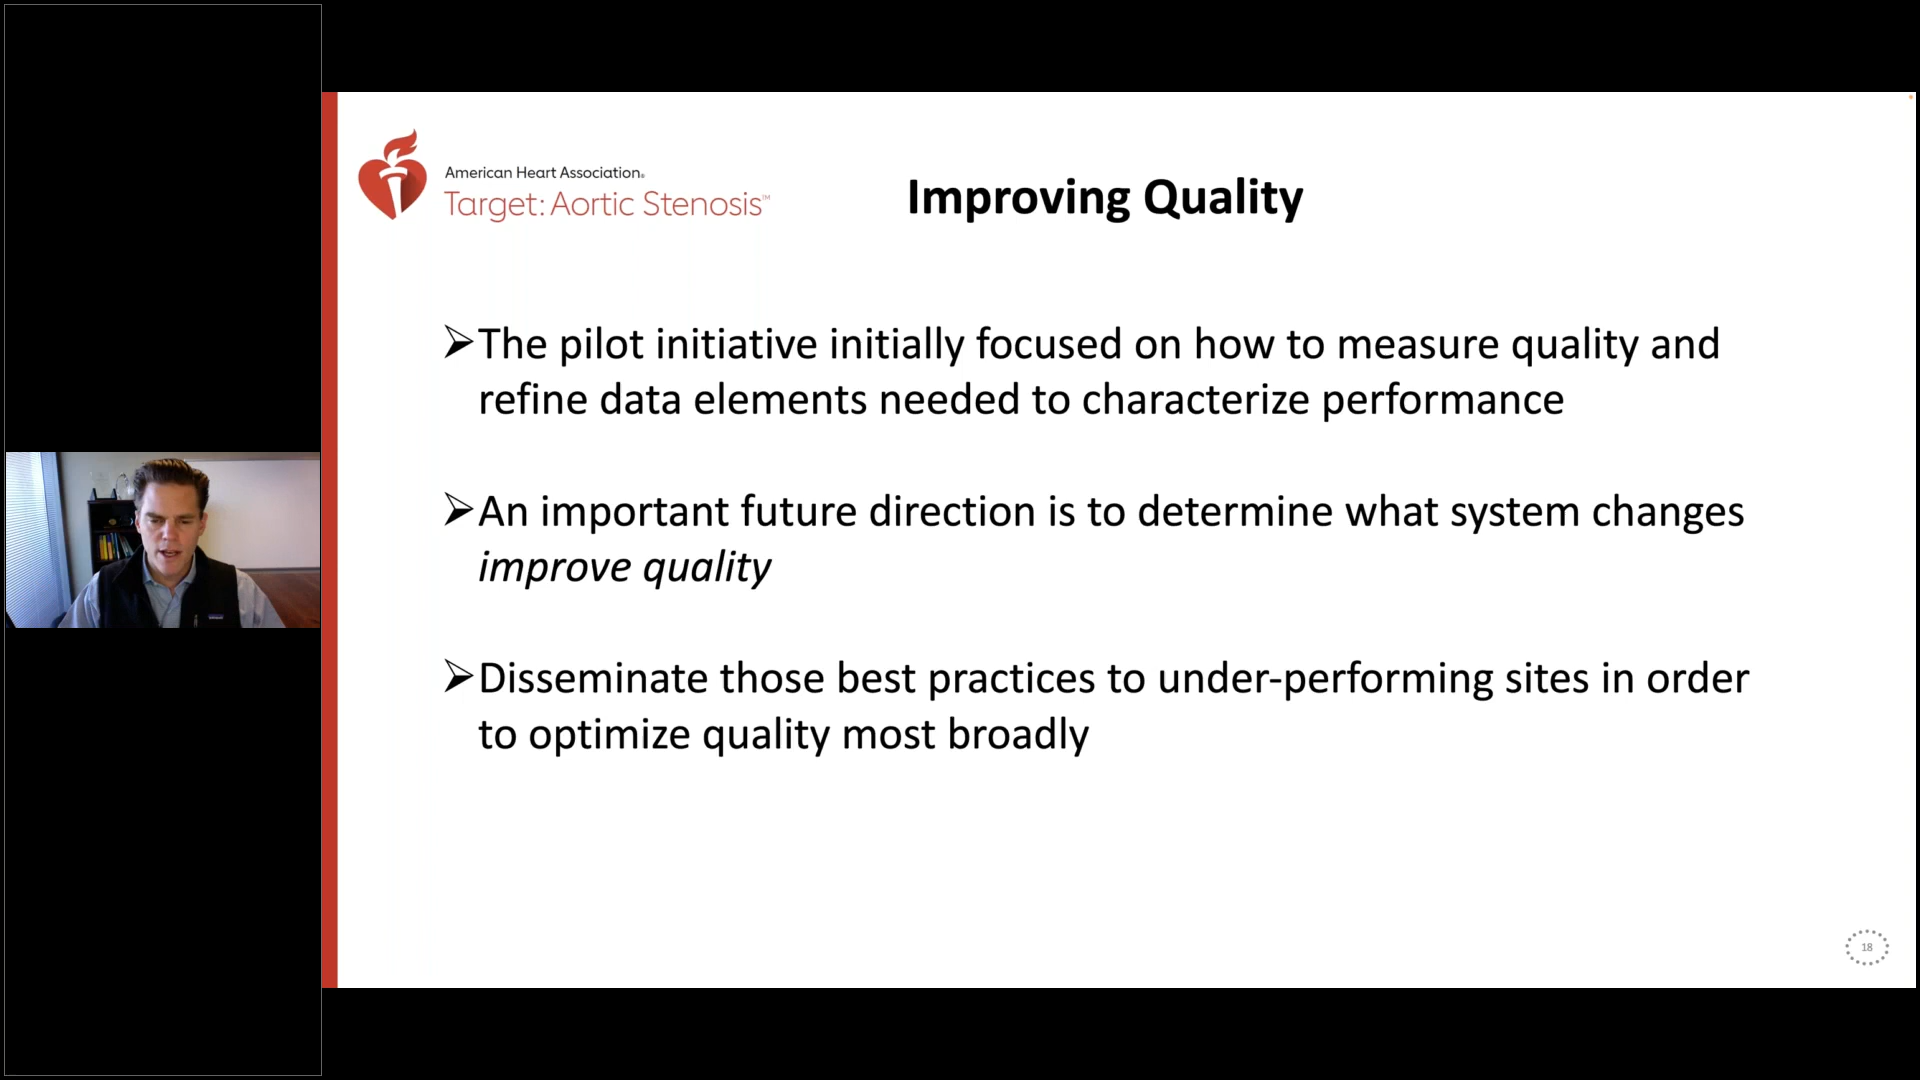 American Heart Association®
Target: Aortic Stenosis™
Improving Quality
The pilot initiative initially focused on how to measure quality and
refine data elements needed to characterize performance
An important future direction is to determine what system changes
improve quality
Disseminate those best practices to under-performing sites in order
to optimize quality most broadly
18